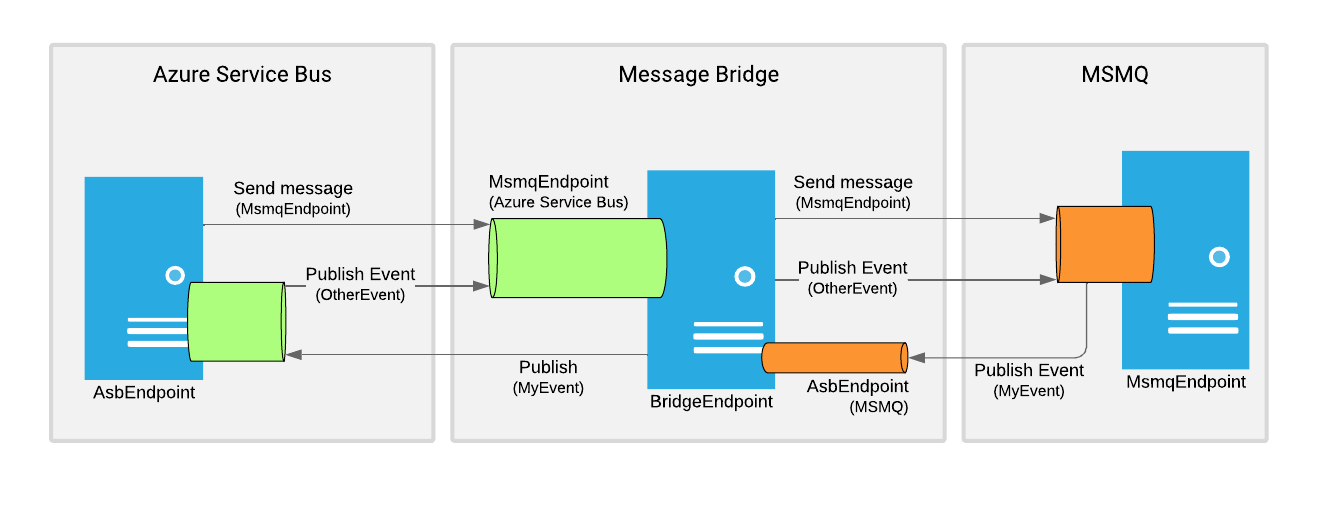 Azure Service Bus
Message Bridge
MSMQ
Send message
(MsmqEndpoint)
Publish Event
(OtherEvent)
AsbEndpoint
MsmqEndpoint
(Azure Service Bus)
Publish
(MyEvent)
BridgeEndpoint
Send message
(MsmqEndpoint)
Publish Event
(OtherEvent)
AsbEndpoint
(MSMQ)
Publish Event
(MyEvent)
MsmqEndpoint